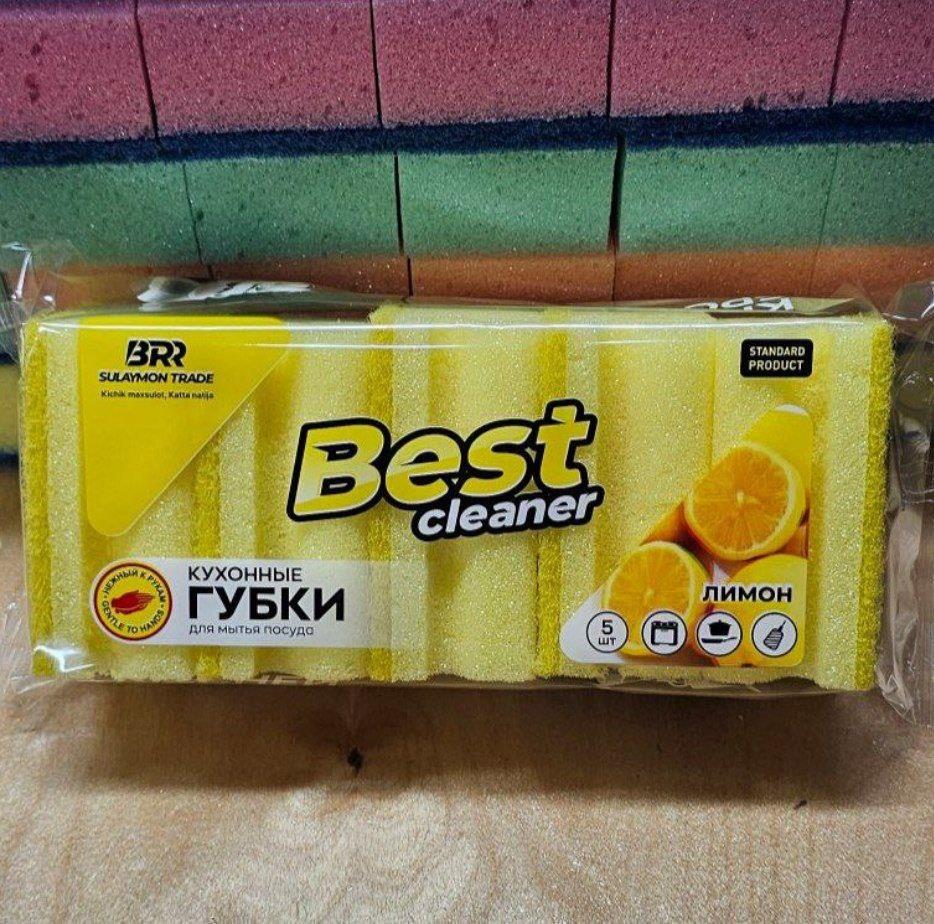 BRR
SULAYMON TRADE
Kichik maxsulot, Katta natija
STANDARD
PRODUCT
Best
cleaner
НЕЖНЫЙ К РУКАМ
GENTLE TO HANDS
КУХОННЫЕ
ГУБКИ
для мытья посуда
ЛИМОН
5
шт